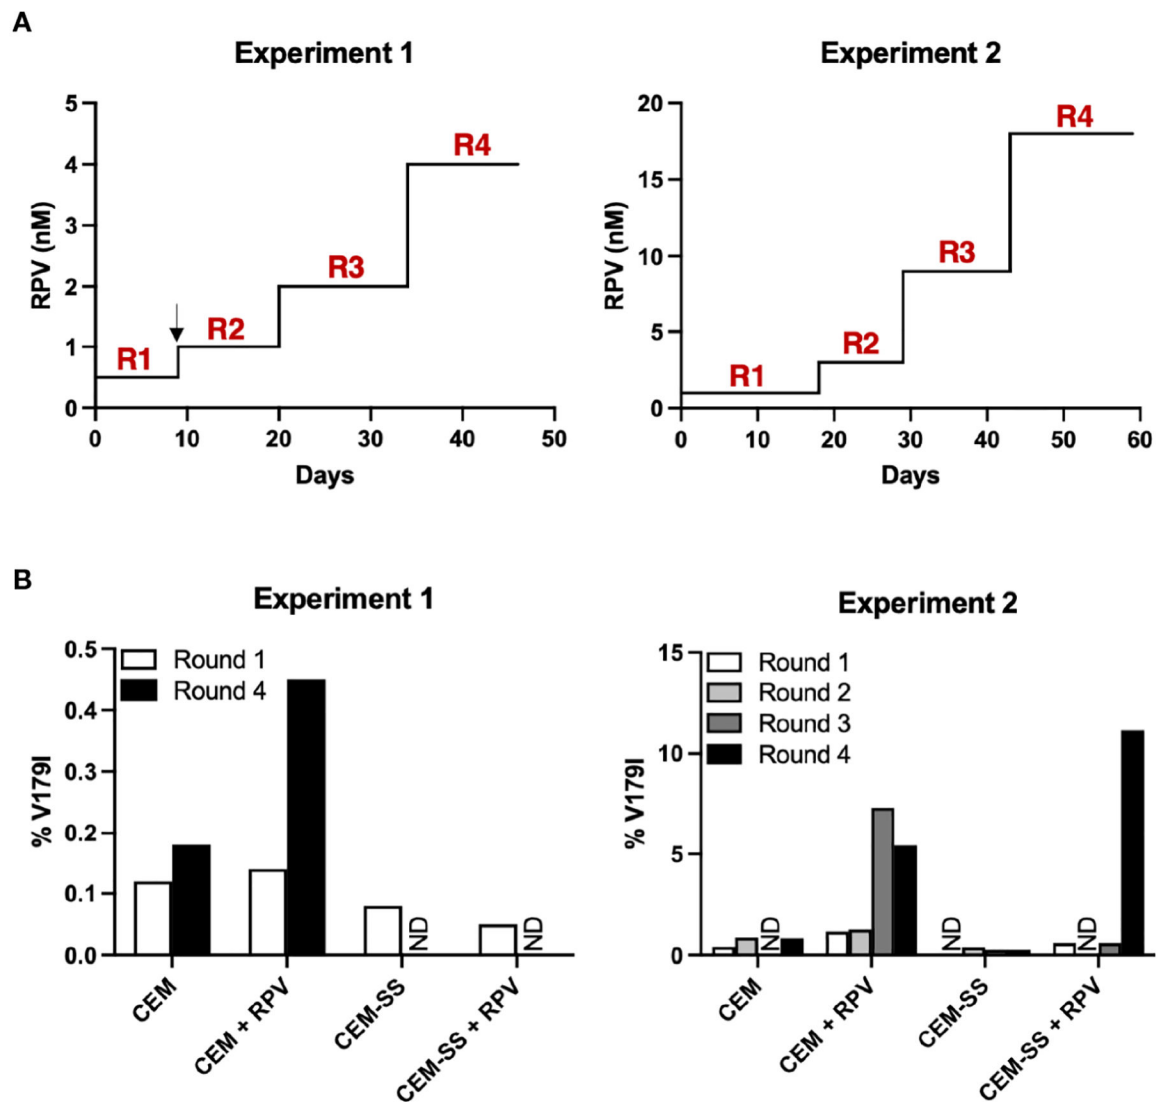 A
Experiment 1
Experiment 2
RPV (nM)
5
4
3
2
1
0
R1
R2
R3
R4
0 10 20 30 40 50
Days
RPV (nM)
20
15
10
5
0
R1
R2
R3
R4
0 10 20 30 40 50 60
Days
B
Experiment 1
Experiment 2
% V179I
0.5
0.4
0.3
0.2
0.1
0.0
Round 1
Round 4
ND
ND
CEM
CEM + RPV
CEM-SS
CEM-SS + RPV
% V179I
15
10
5
0
Round 1
Round 2
Round 3
Round 4
ND
ND
ND
CEM
CEM + RPV
CEM-SS
CEM-SS + RPV